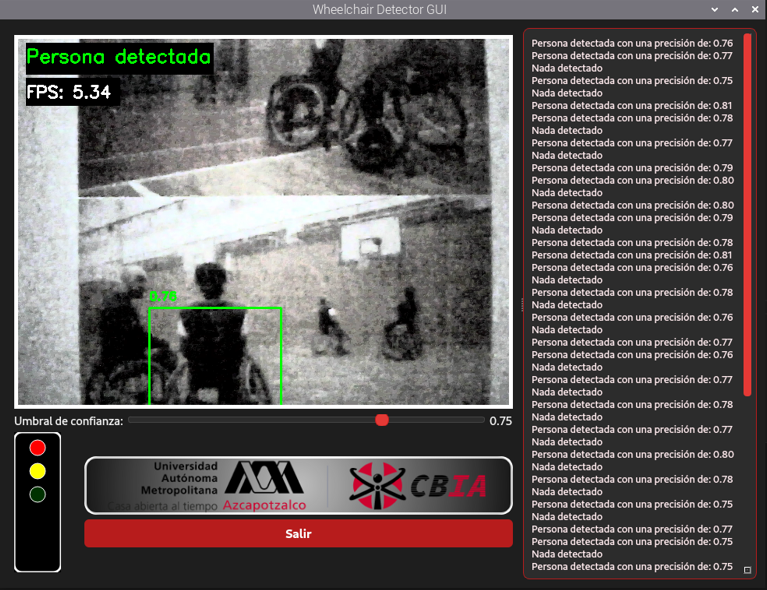 Wheelchair Detector GUI
Persona detectada
FPS: 5.34
0.78
Umbral de confianza:
0.75
Universidad
Autónoma
Metropolitana
Casa abierta al tiempo Azcapotzalco
CBIA
Salir
Persona detectada con una precisión de: 0.76
Persona detectada con una precisión de: 0.77
Nada detectado
Persona detectada con una precisión de: 0.75
Nada detectado
Persona detectada con una precisión de: 0.81
Persona detectada con una precisión de: 0.78
Nada detectado
Persona detectada con una precisión de: 0.77
Nada detectado
Persona detectada con una precisión de: 0.79
Persona detectada con una precisión de: 0.80
Nada detectado
Persona detectada con una precisión de: 0.80
Persona detectada con una precisión de: 0.79
Nada detectado
Persona detectada con una precisión de: 0.78
Persona detectada con una precisión de: 0.81
Persona detectada con una precisión de: 0.76
Nada detectado
Persona detectada con una precisión de: 0.78
Nada detectado
Persona detectada con una precisión de: 0.76
Nada detectado
Persona detectada con una precisión de: 0.77
Persona detectada con una precisión de: 0.76
Nada detectado
Persona detectada con una precisión de: 0.77
Nada detectado
Persona detectada con una precisión de: 0.78
Nada detectado
Persona detectada con una precisión de: 0.77
Nada detectado
Persona detectada con una precisión de: 0.80
Nada detectado
Persona detectada con una precisión de: 0.78
Nada detectado
Persona detectada con una precisión de: 0.75
Nada detectado
Persona detectada con una precisión de: 0.77
Persona detectada con una precisión de: 0.75
Nada detectado
Persona detectada con una precisión de: 0.75